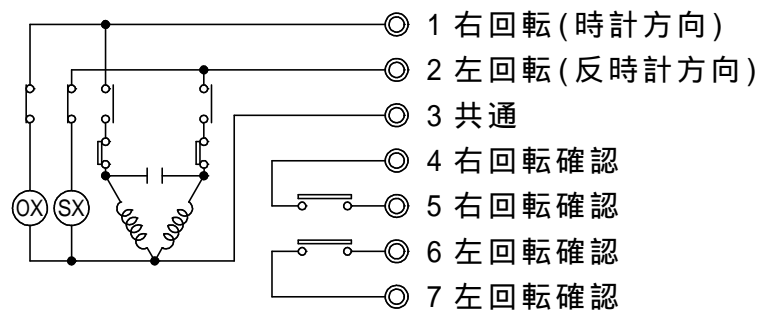 1 右回転(時計方向)
2 左回転(反時計方向)
3 共通
4 右回転確認
5 右回転確認
6 左回転確認
7 左回転確認
OX SX